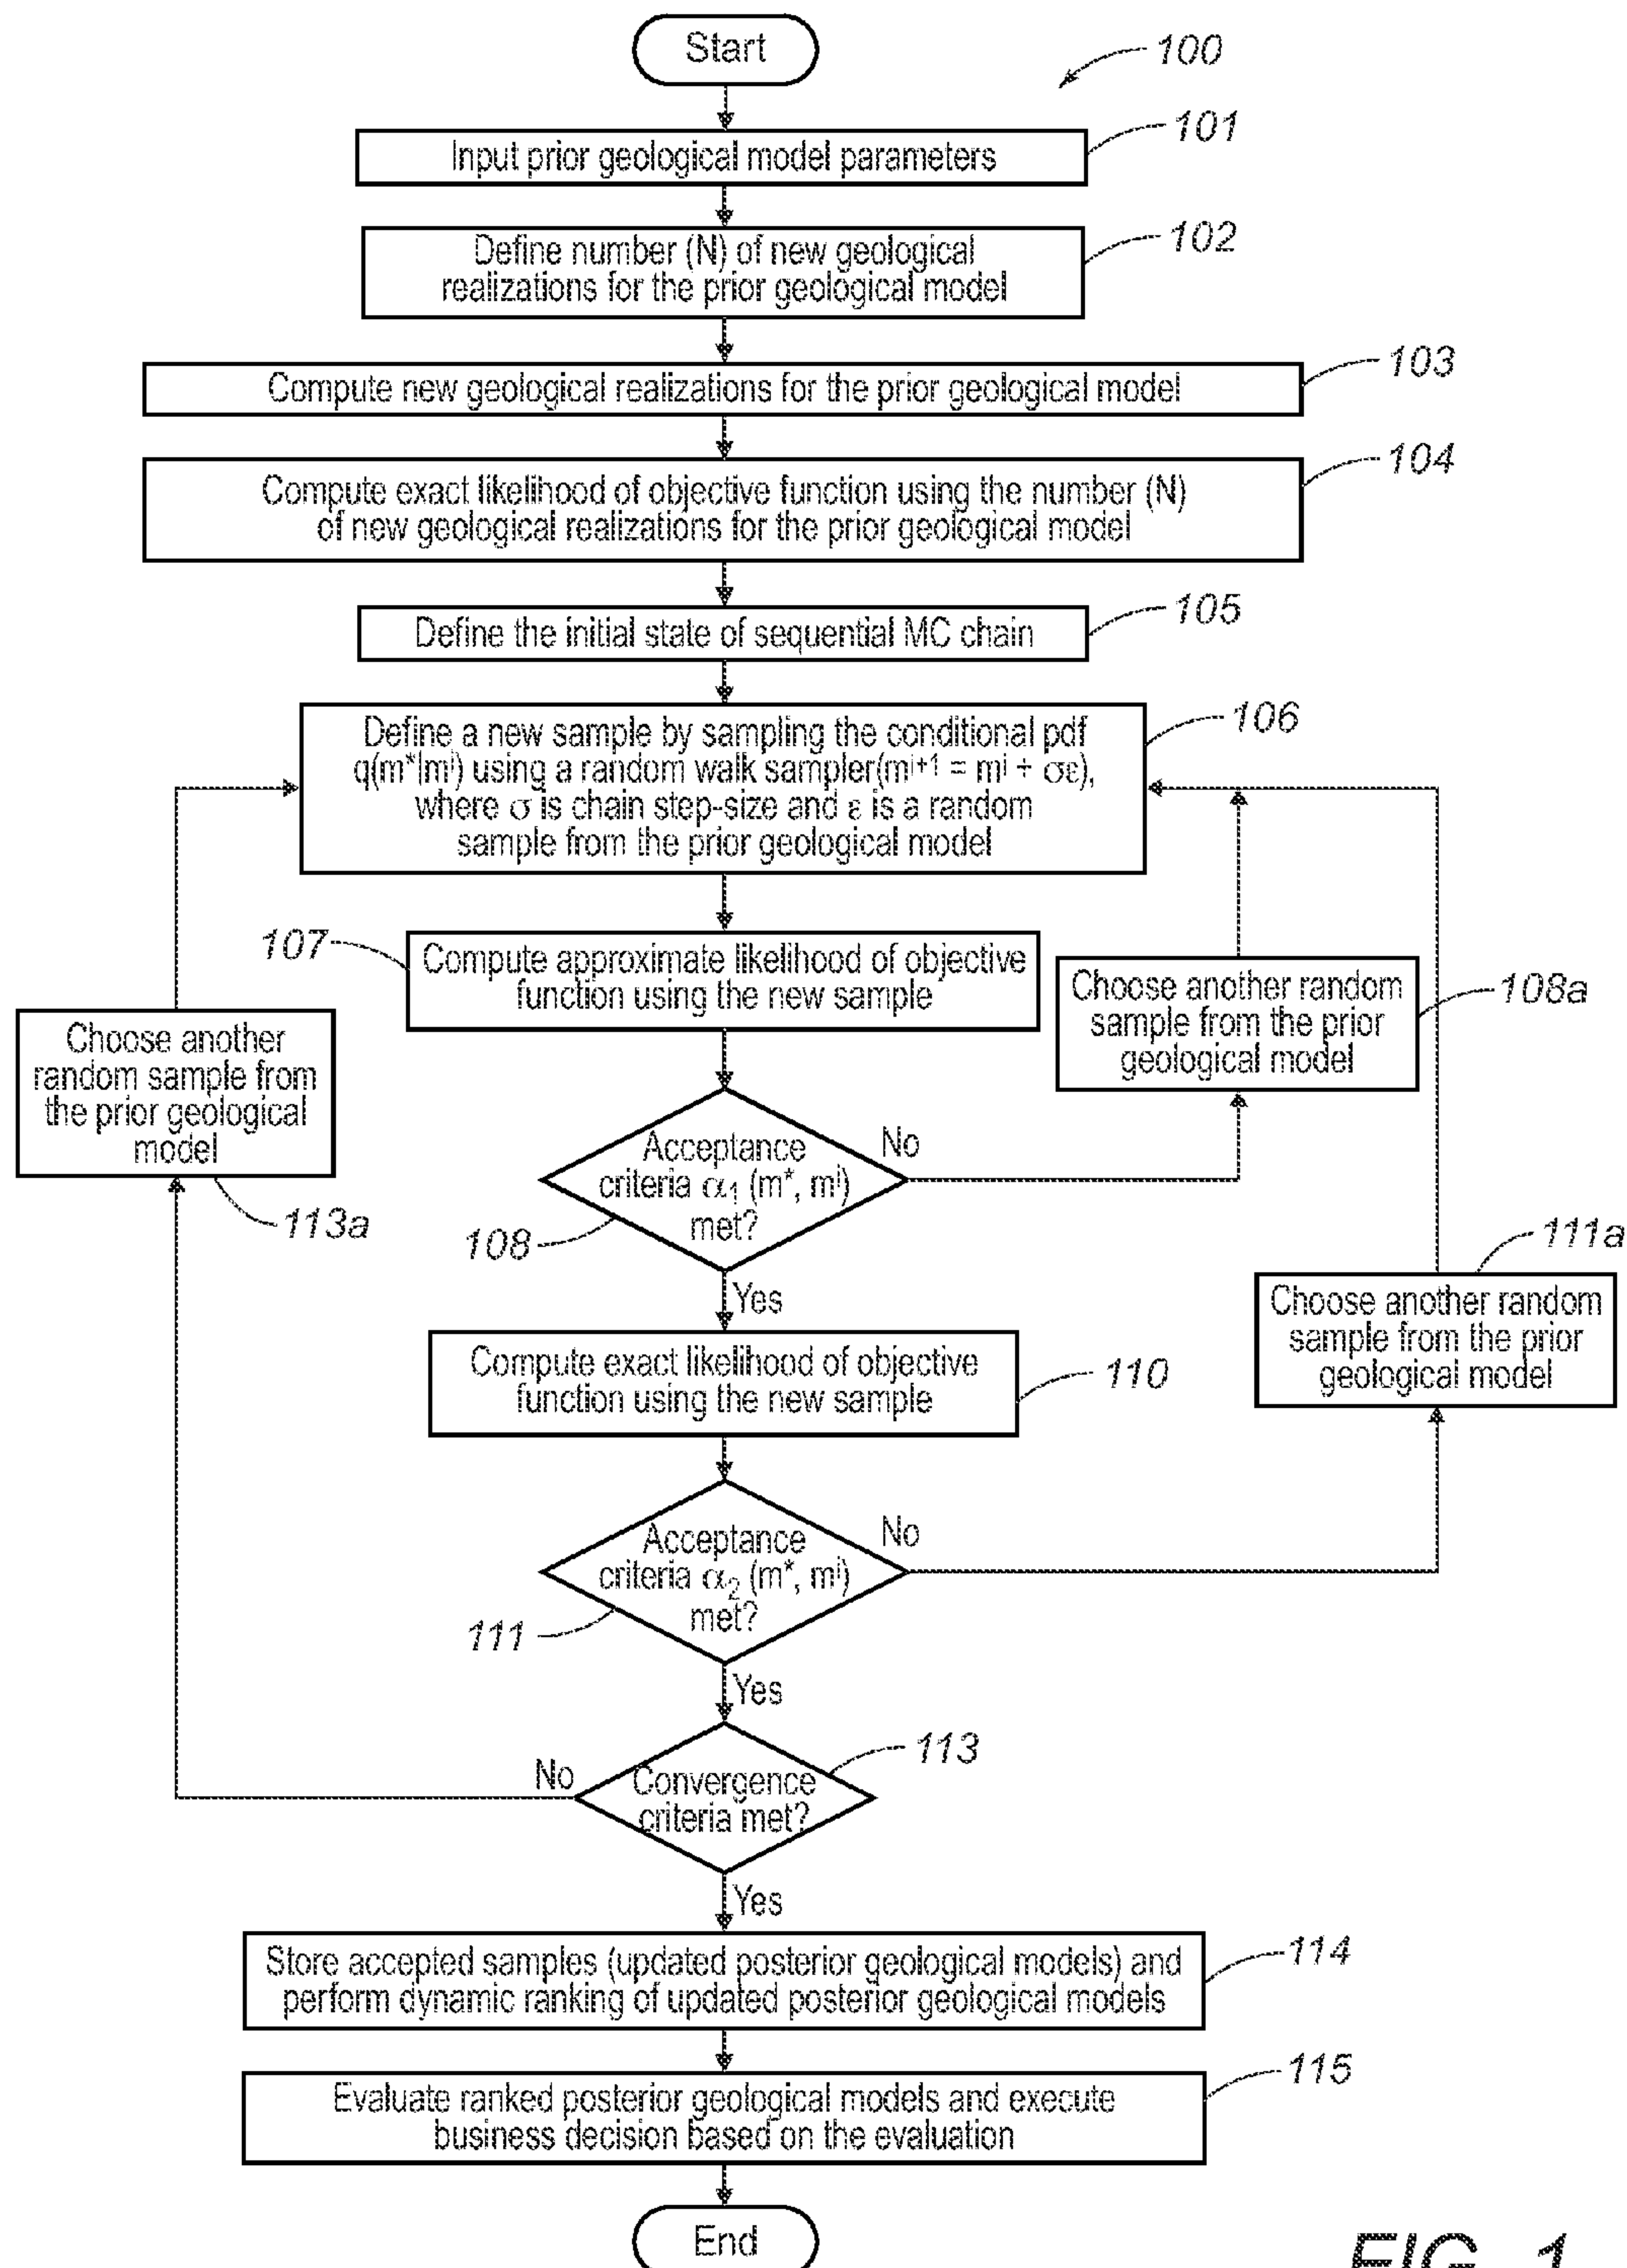 Start
100
101
Input prior geological model parameters
102
Define number (N) of new geological
realizations for the prior geological model
103
Compute new geological realizations for the prior geological model
104
Compute exact likelihood of objective function using the number (N)
of new geological realizations for the prior geological model
105
Define the initial state of sequential MC chain
106
Define a new sample by sampling the conditional pdf
q(m*|mʲ) using a random walk sampler(mʲ⁺¹ = mʲ + σε),
where σ is chain step-size and ε is a random
sample from the prior geological model
107
Compute approximate likelihood of objective
function using the new sample
Choose another random
sample from the prior
geological model
108a
Choose another
random sample from
the prior geological
model
113a
Acceptance
criteria α₁ (m*, mʲ)
met?
No
108
Yes
111a
Choose another random
sample from the prior
geological model
Compute exact likelihood of objective
function using the new sample
110
Acceptance
criteria α₂ (m*, mʲ)
met?
No
111
Yes
113
No
Convergence
criteria met?
Yes
114
Store accepted samples (updated posterior geological models) and
perform dynamic ranking of updated posterior geological models
115
Evaluate ranked posterior geological models and execute
business decision based on the evaluation
End
FIG. 1